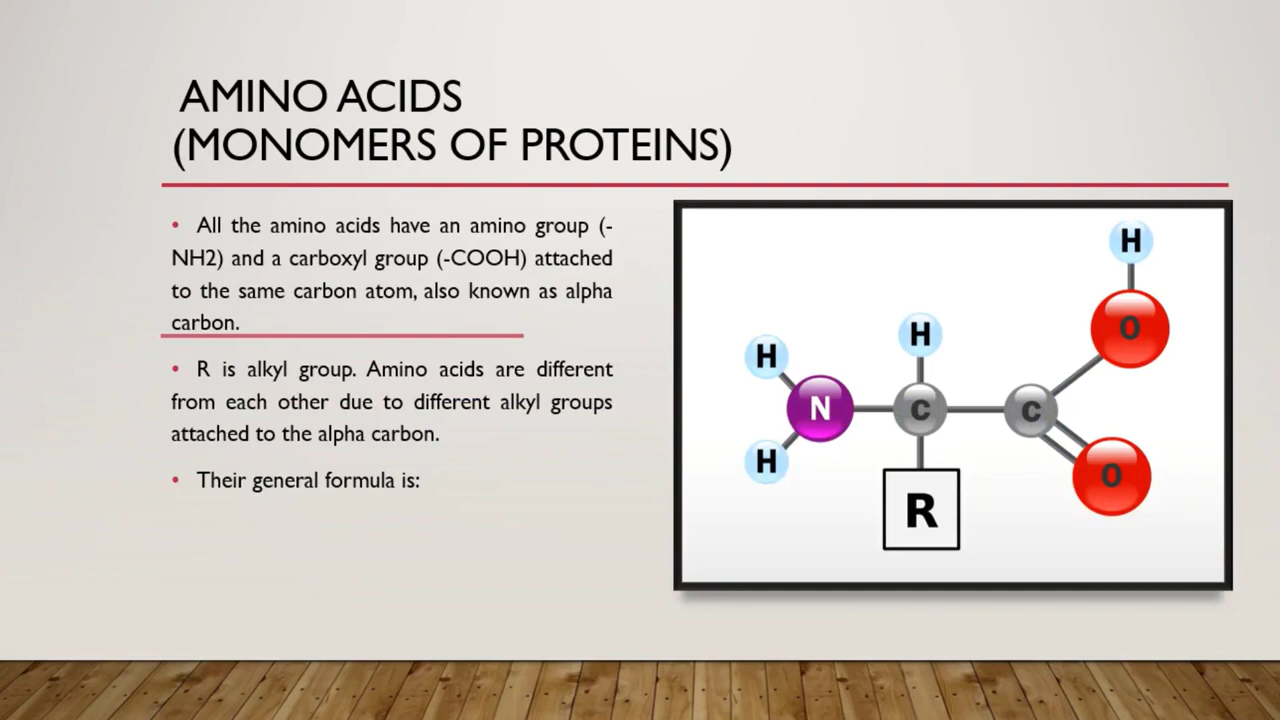 AMINO ACIDS
(MONOMERS OF PROTEINS)
• All the amino acids have an amino group (-
NH2) and a carboxyl group (-COOH) attached
to the same carbon atom, also known as alpha
carbon.
• R is alkyl group. Amino acids are different
from each other due to different alkyl groups
attached to the alpha carbon.
• Their general formula is:
H
O
H
H
N
C
C
H
O
R